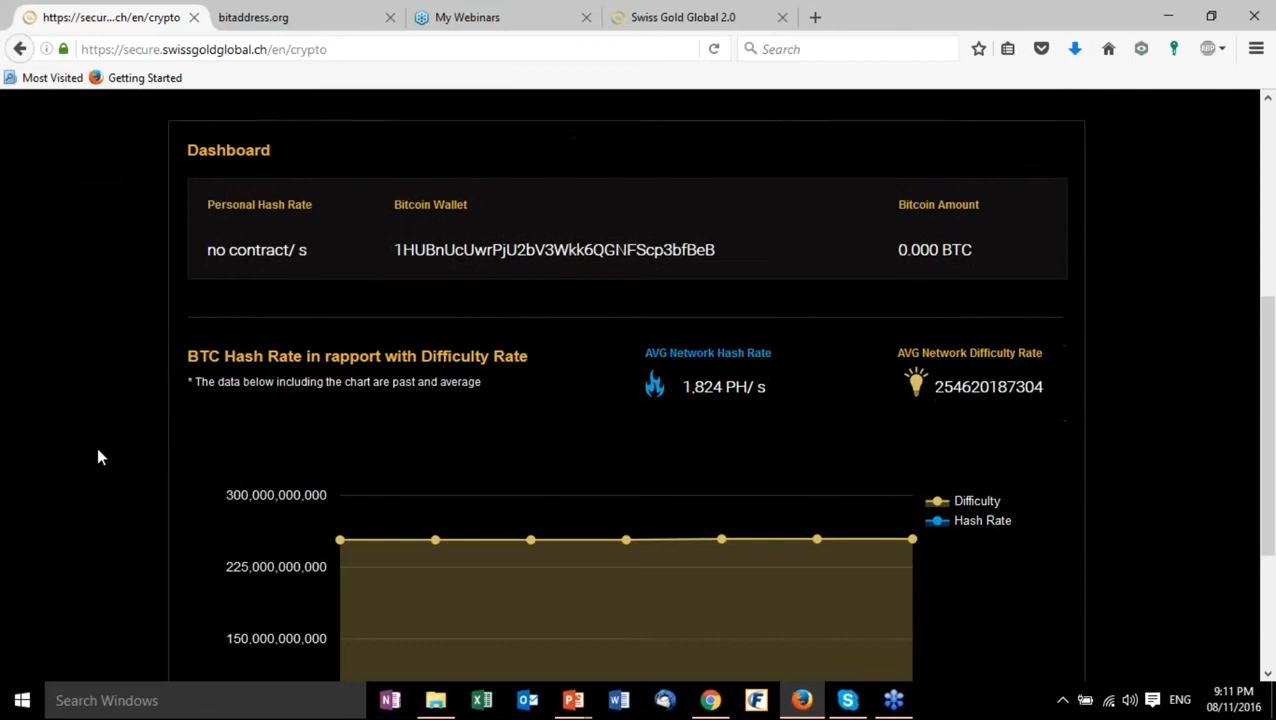 https://secur...ch/en/crypto
bitaddress.org
My Webinars
Swiss Gold Global 2.0
https://secure.swissgoldglobal.ch/en/crypto
Search
ABP
Most Visited
Getting Started
Dashboard
Personal Hash Rate
Bitcoin Wallet
Bitcoin Amount
no contract/ s
1HUBnUcUwrPjU2bV3Wkk6QGNFScp3bfBeB
0.000 BTC
BTC Hash Rate in rapport with Difficulty Rate
AVG Network Hash Rate
AVG Network Difficulty Rate
* The data below including the chart are past and average
1,824 PH/ s
254620187304
300,000,000,000
Difficulty
Hash Rate
225,000,000,000
150,000,000,000
Search Windows
ENG
9:11 PM
08/11/2016